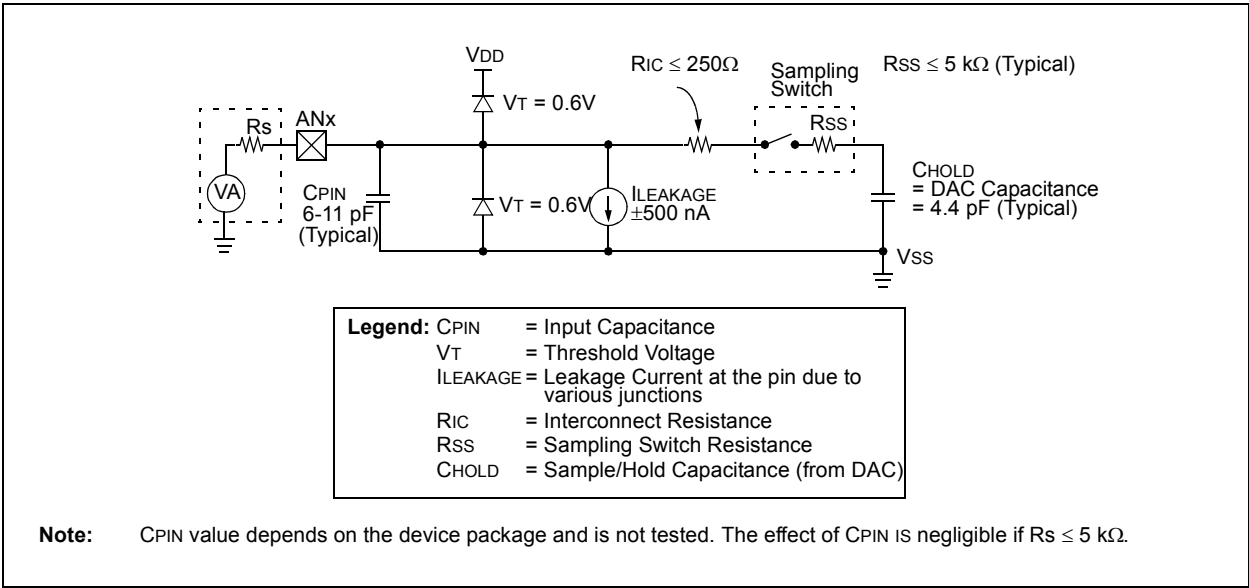 VDD
RIC ≤ 250Ω
Sampling
Switch
RSS ≤ 5 kΩ (Typical)
VT = 0.6V
Rs
ANx
RSS
VA
CPIN
6-11 pF
(Typical)
VT = 0.6V
ILEAKAGE
±500 nA
CHOLD
= DAC Capacitance
= 4.4 pF (Typical)
VSS
Legend: CPIN = Input Capacitance
VT = Threshold Voltage
ILEAKAGE = Leakage Current at the pin due to
various junctions
RIC = Interconnect Resistance
RSS = Sampling Switch Resistance
CHOLD = Sample/Hold Capacitance (from DAC)
Note: CPIN value depends on the device package and is not tested. The effect of CPIN IS negligible if Rs ≤ 5 kΩ.